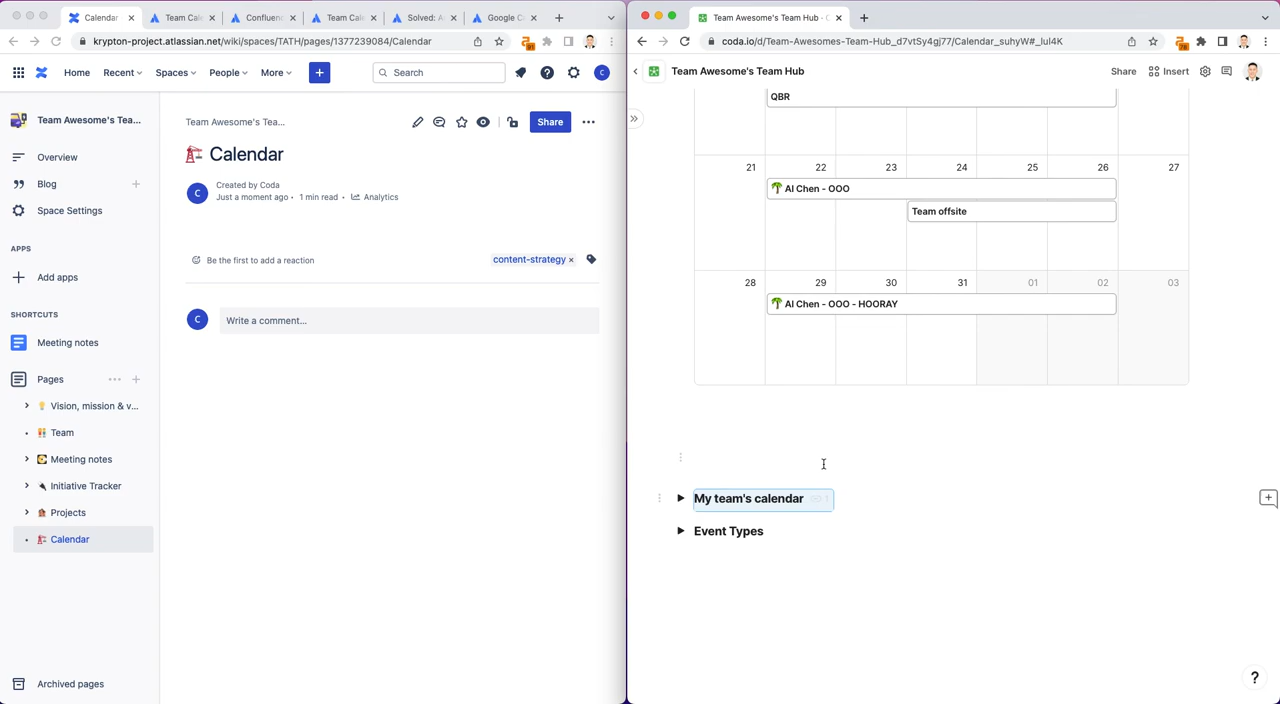 Calendar
Team Cale
Confluenc
Team Cale
Solved: A
Google C
Team Awesome's Team Hub · C
krypton-project.atlassian.net/wiki/spaces/TATH/pages/1377239084/Calendar
coda.io/d/Team-Awesomes-Team-Hub_d7vtSy4gj77/Calendar_suhyW#_lul4K
Home
Recent
Spaces
People
More
Search
C
Team Awesome's Tea...
Overview
Blog
Space Settings
APPS
Add apps
SHORTCUTS
Meeting notes
Pages
Vision, mission & v...
Team
Meeting notes
Initiative Tracker
Projects
Calendar
Archived pages
Team Awesome's Tea...
Share
Calendar
C
Created by Coda
Just a moment ago · 1 min read · Analytics
Be the first to add a reaction
content-strategy ×
C
Write a comment...
Team Awesome's Team Hub
Share
Insert
QBR
21 22 23 24 25 26 27
Al Chen - OOO
Team offsite
28 29 30 31 01 02 03
Al Chen - OOO - HOORAY
My team's calendar
Event Types
?